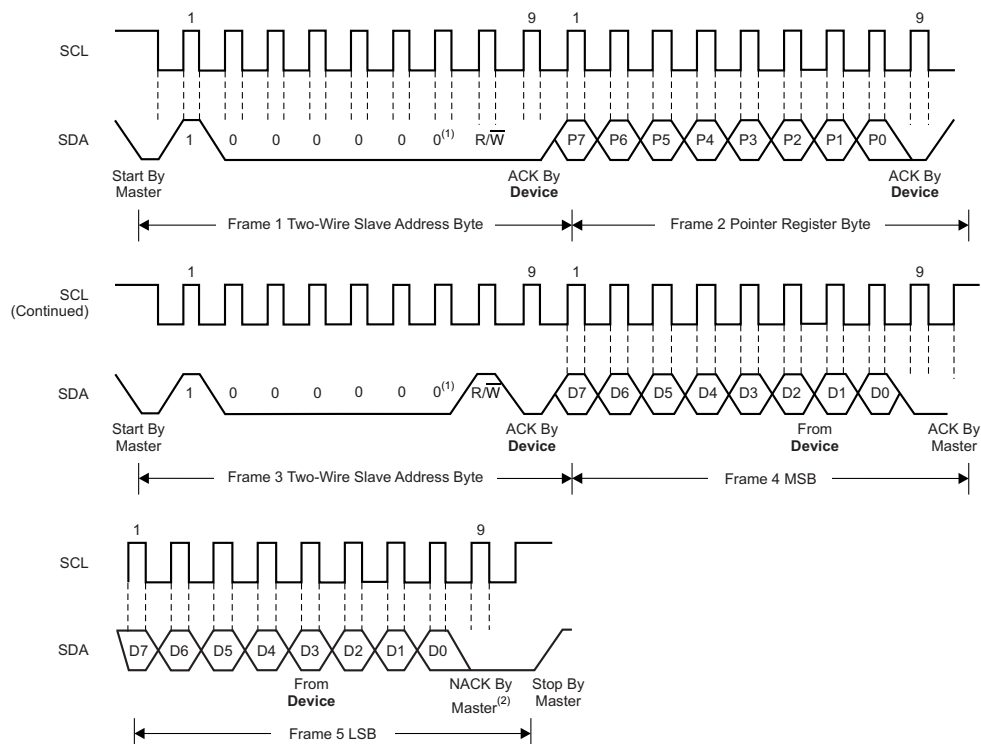 1 9 1 9
SCL
SDA
1 0 0 0 0 0 0(1) R/W P7 P6 P5 P4 P3 P2 P1 P0
Start By
Master
ACK By
Device
ACK By
Device
Frame 1 Two-Wire Slave Address Byte
Frame 2 Pointer Register Byte
1 9 1 9
SCL
(Continued)
SDA
1 0 0 0 0 0 0(1) R/W D7 D6 D5 D4 D3 D2 D1 D0
Start By
Master
ACK By
Device
From
Device
ACK By
Master
Frame 3 Two-Wire Slave Address Byte
Frame 4 MSB
1 9
SCL
SDA
D7 D6 D5 D4 D3 D2 D1 D0
From
Device
NACK By
Master(2)
Stop By
Master
Frame 5 LSB